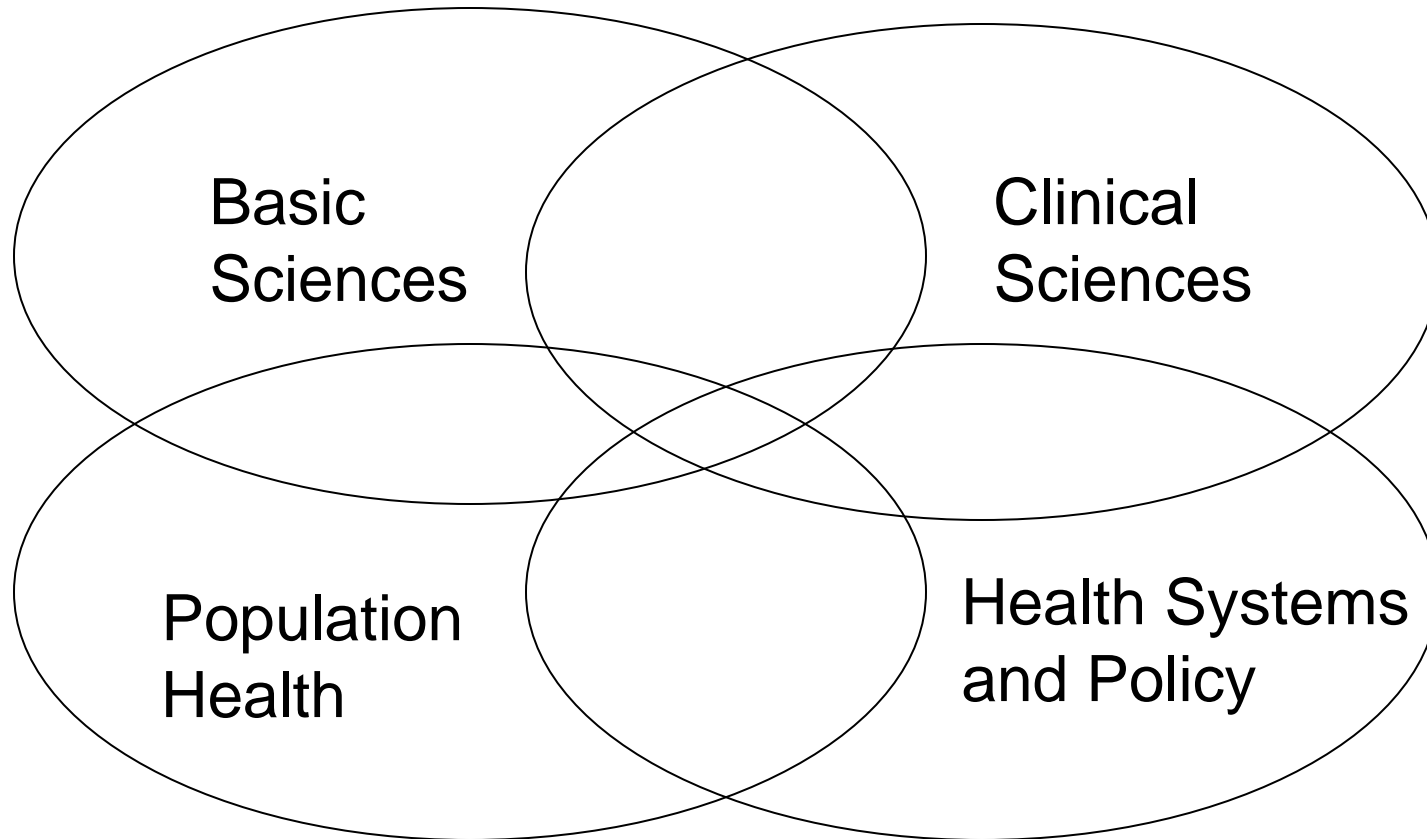 Basic
Sciences
Clinical
Sciences
Population
Health
Health Systems
and Policy